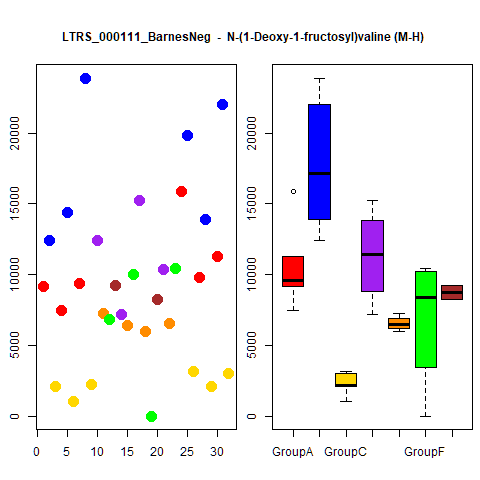 LTRS_000111_BarnesNeg - N-(1-Deoxy-1-fructosyl)valine (M-H)
0 5000 10000 15000 20000
0 5 10 15 20 25 30
0 5000 10000 15000 20000
GroupA GroupC GroupF